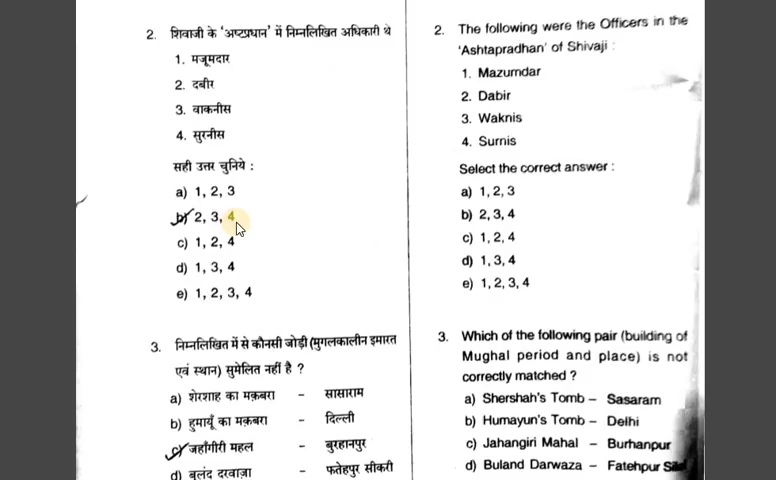 2. शिवाजी के 'अष्टप्रधान' में निम्नलिखित अधिकारी थे
1. मजूमदार
2. दबीर
3. वाकनीस
4. सुरनीस
सही उत्तर चुनिये :
a) 1, 2, 3
b) 2, 3, 4
c) 1, 2, 4
d) 1, 3, 4
e) 1, 2, 3, 4
3. निम्नलिखित में से कौनसी जोड़ी (मुगलकालीन इमारत
एवं स्थान) सुमेलित नहीं है ?
a) शेरशाह का मक़बरा – सासाराम
b) हुमायूँ का मक़बरा – दिल्ली
c) जहाँगीरी महल – बुरहानपुर
d) बुलंद दरवाज़ा – फतेहपुर सीकरी
2. The following were the Officers in the
'Ashtapradhan' of Shivaji :
1. Mazumdar
2. Dabir
3. Waknis
4. Surnis
Select the correct answer :
a) 1, 2, 3
b) 2, 3, 4
c) 1, 2, 4
d) 1, 3, 4
e) 1, 2, 3, 4
3. Which of the following pair (building of
Mughal period and place) is not
correctly matched ?
a) Shershah's Tomb – Sasaram
b) Humayun's Tomb – Delhi
c) Jahangiri Mahal – Burhanpur
d) Buland Darwaza – Fatehpur